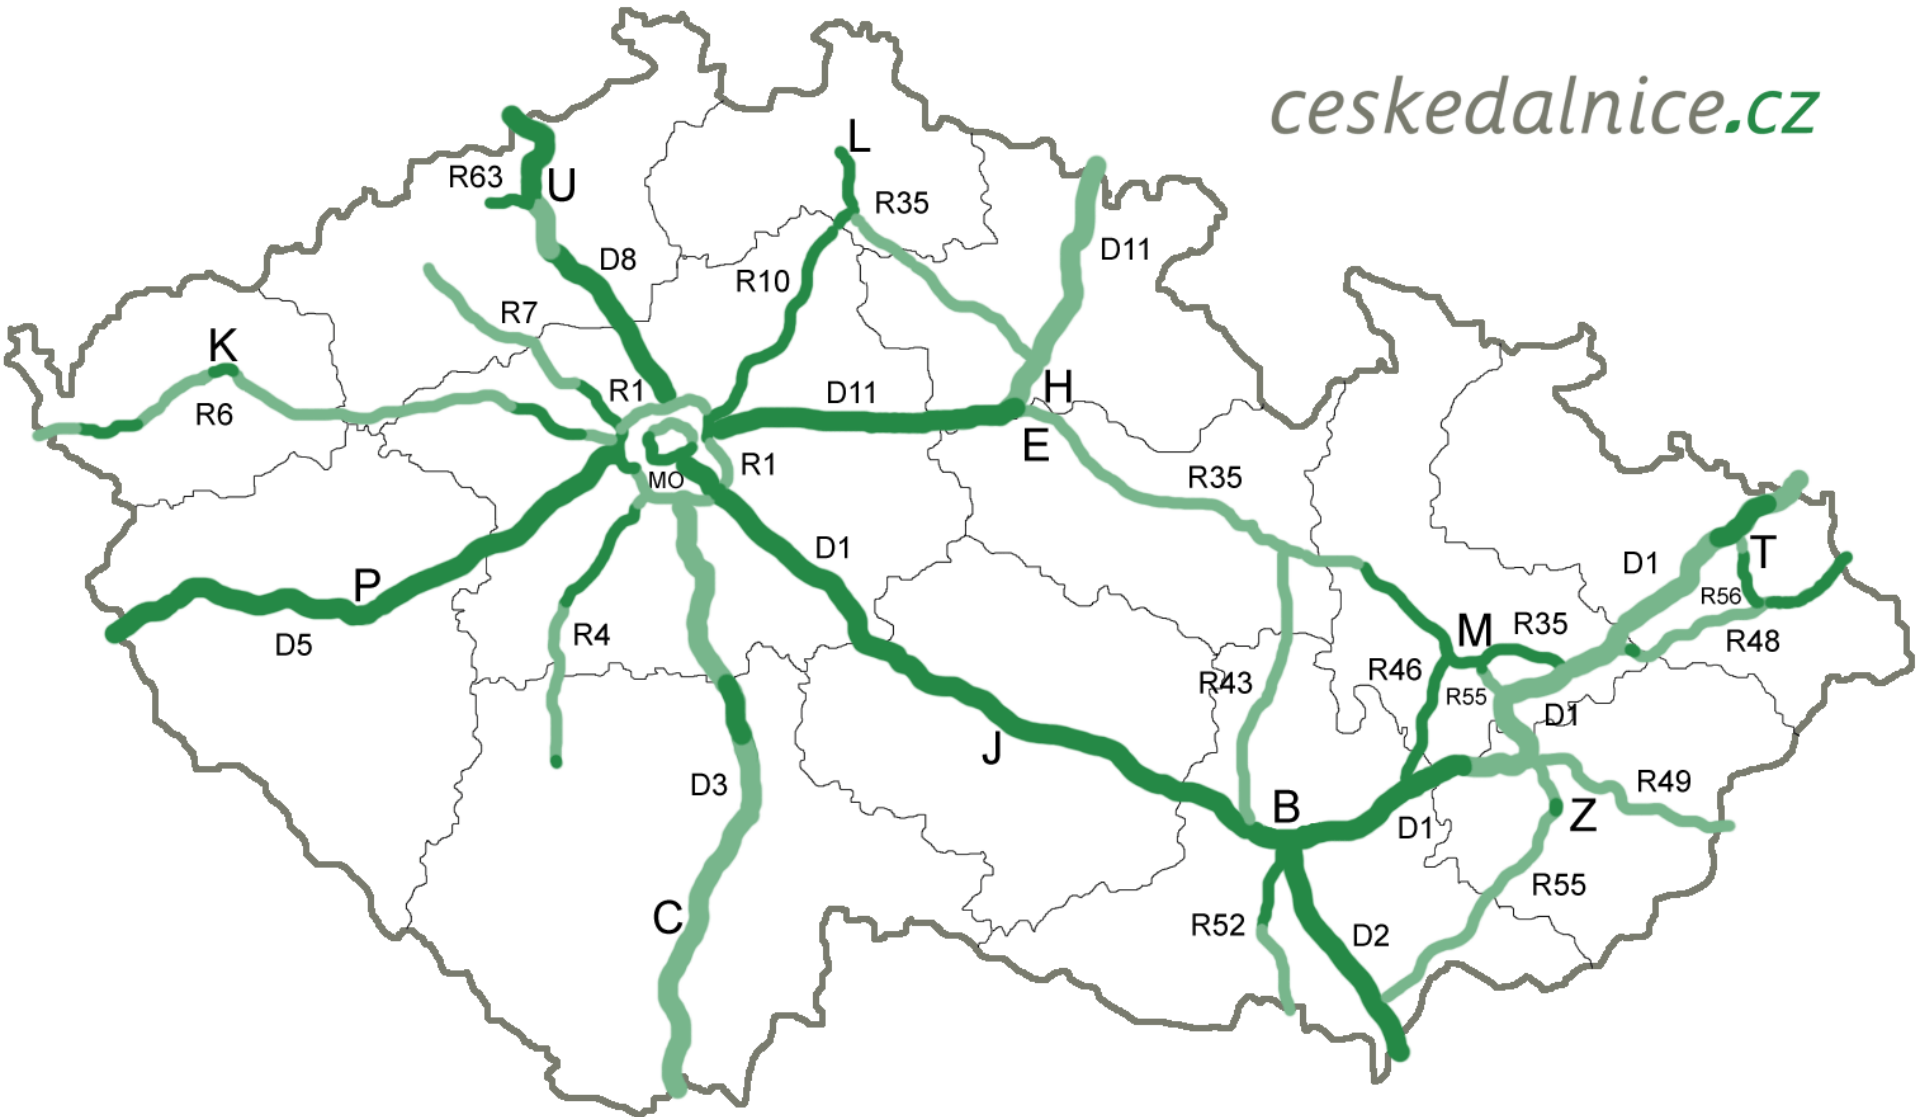 ceskedalnice.cz
L
R63
U
R35
D11
D8
R10
R7
K
R1
H
D11
R6
E
R1
MO
R35
D1
D1
T
P
R56
R4
M
R35
D5
R48
R46
R43
R55
D1
J
D3
R49
B
Z
D1
R55
C
R52
D2